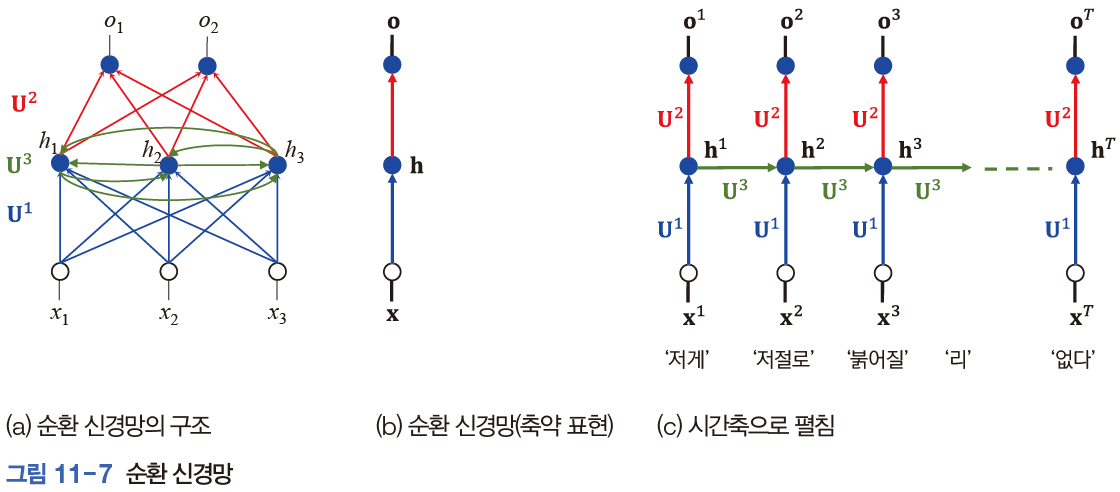 o₁ o₂
U²
h₁ h₂ h₃
U³
U¹
x₁ x₂ x₃
(a) 순환 신경망의 구조
o
h
x
(b) 순환 신경망(축약 표현)
o¹ o² o³ oᵀ
U² U² U² U²
h¹ h² h³ hᵀ
U³ U³ U³
U¹ U¹ U¹ U¹
x¹ x² x³ xᵀ
‘저게’ ‘저절로’ ‘붉어질’ ‘리’ ‘없다’
(c) 시간축으로 펼침
그림 11-7 순환 신경망